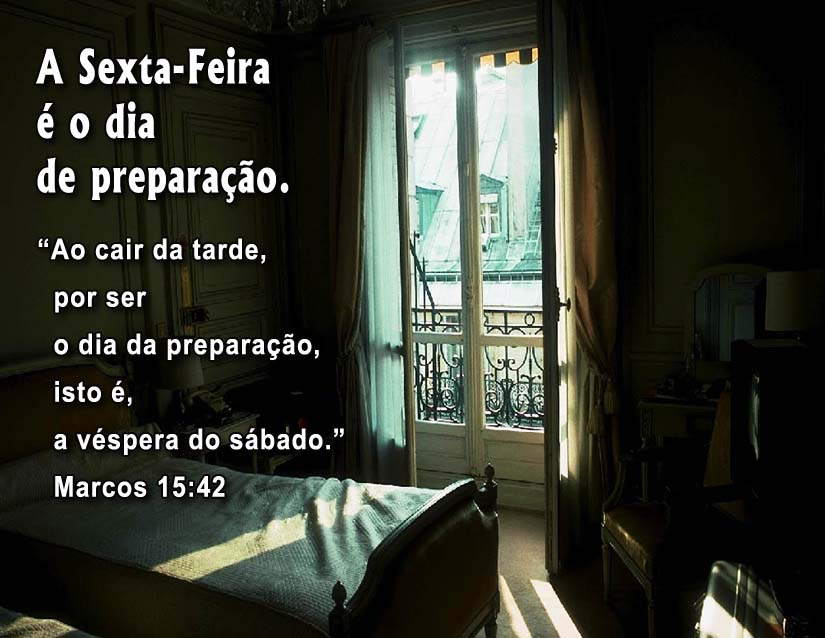 A Sexta-Feira
é o dia
de preparação.
“Ao cair da tarde,
por ser
o dia da preparação,
isto é,
a véspera do sábado.”
Marcos 15:42